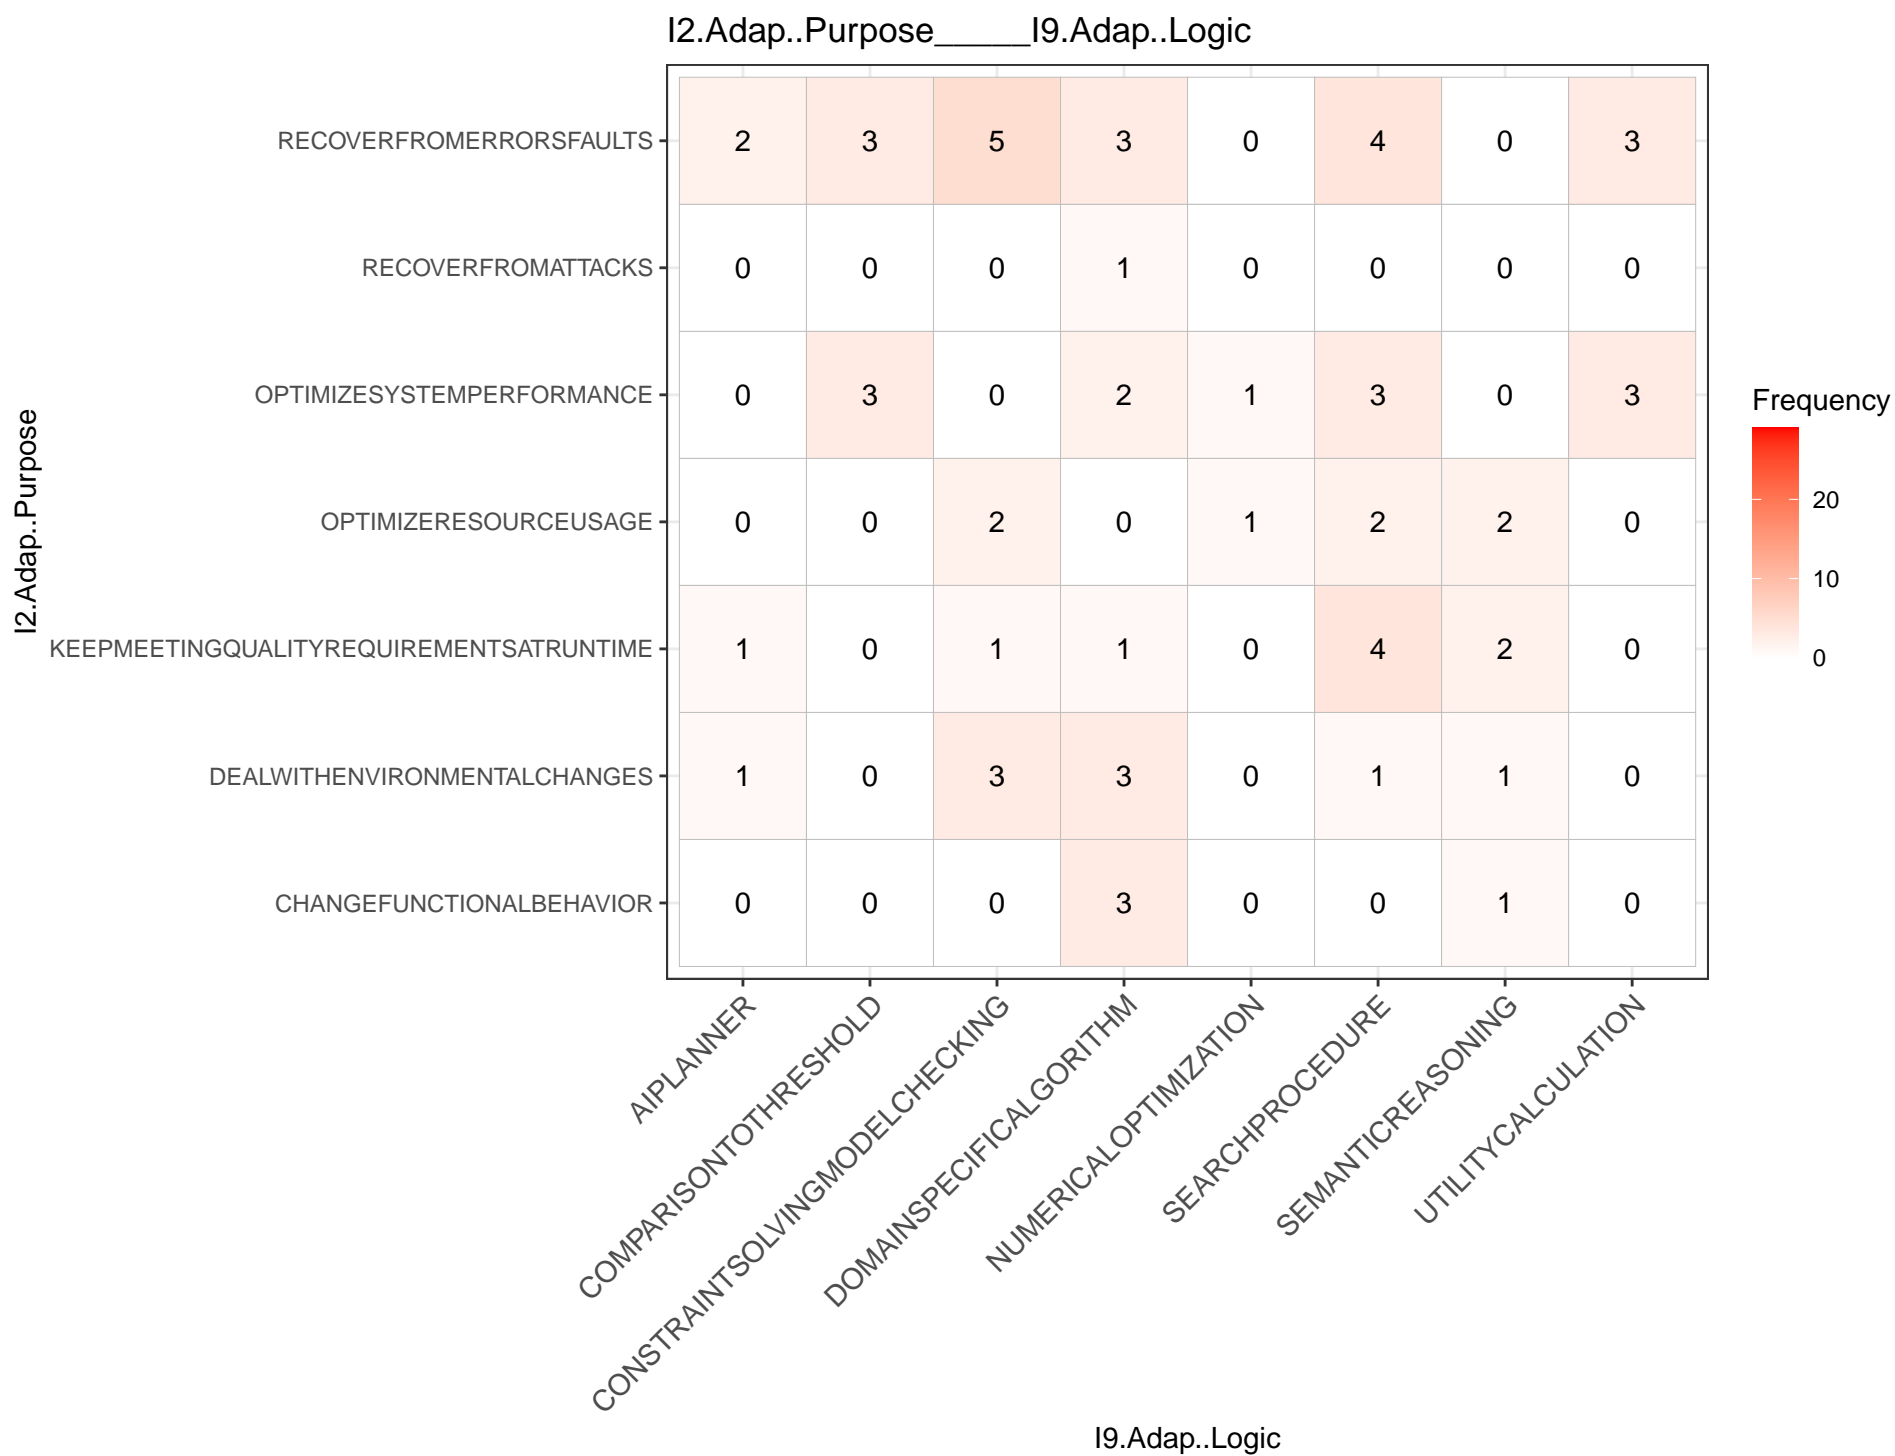 I2.Adap..Purpose_____I9.Adap..Logic
I2.Adap..Purpose
RECOVERFROMERRORSFAULTS 2 3 5 3 0 4 0 3
RECOVERFROMATTACKS 0 0 0 1 0 0 0 0
OPTIMIZESYSTEMPERFORMANCE 0 3 0 2 1 3 0 3
OPTIMIZERESOURCEUSAGE 0 0 2 0 1 2 2 0
KEEPMEETINGQUALITYREQUIREMENTSATRUNTIME 1 0 1 1 0 4 2 0
DEALWITHENVIRONMENTALCHANGES 1 0 3 3 0 1 1 0
CHANGEFUNCTIONALBEHAVIOR 0 0 0 3 0 0 1 0
AIPLANNER
COMPARISONTOTHRESHOLD
CONSTRAINTSOLVINGMODELCHECKING
DOMAINSPECIFICALGORITHM
NUMERICALOPTIMIZATION
SEARCHPROCEDURE
SEMANTICREASONING
UTILITYCALCULATION
I9.Adap..Logic
Frequency
20
10
0